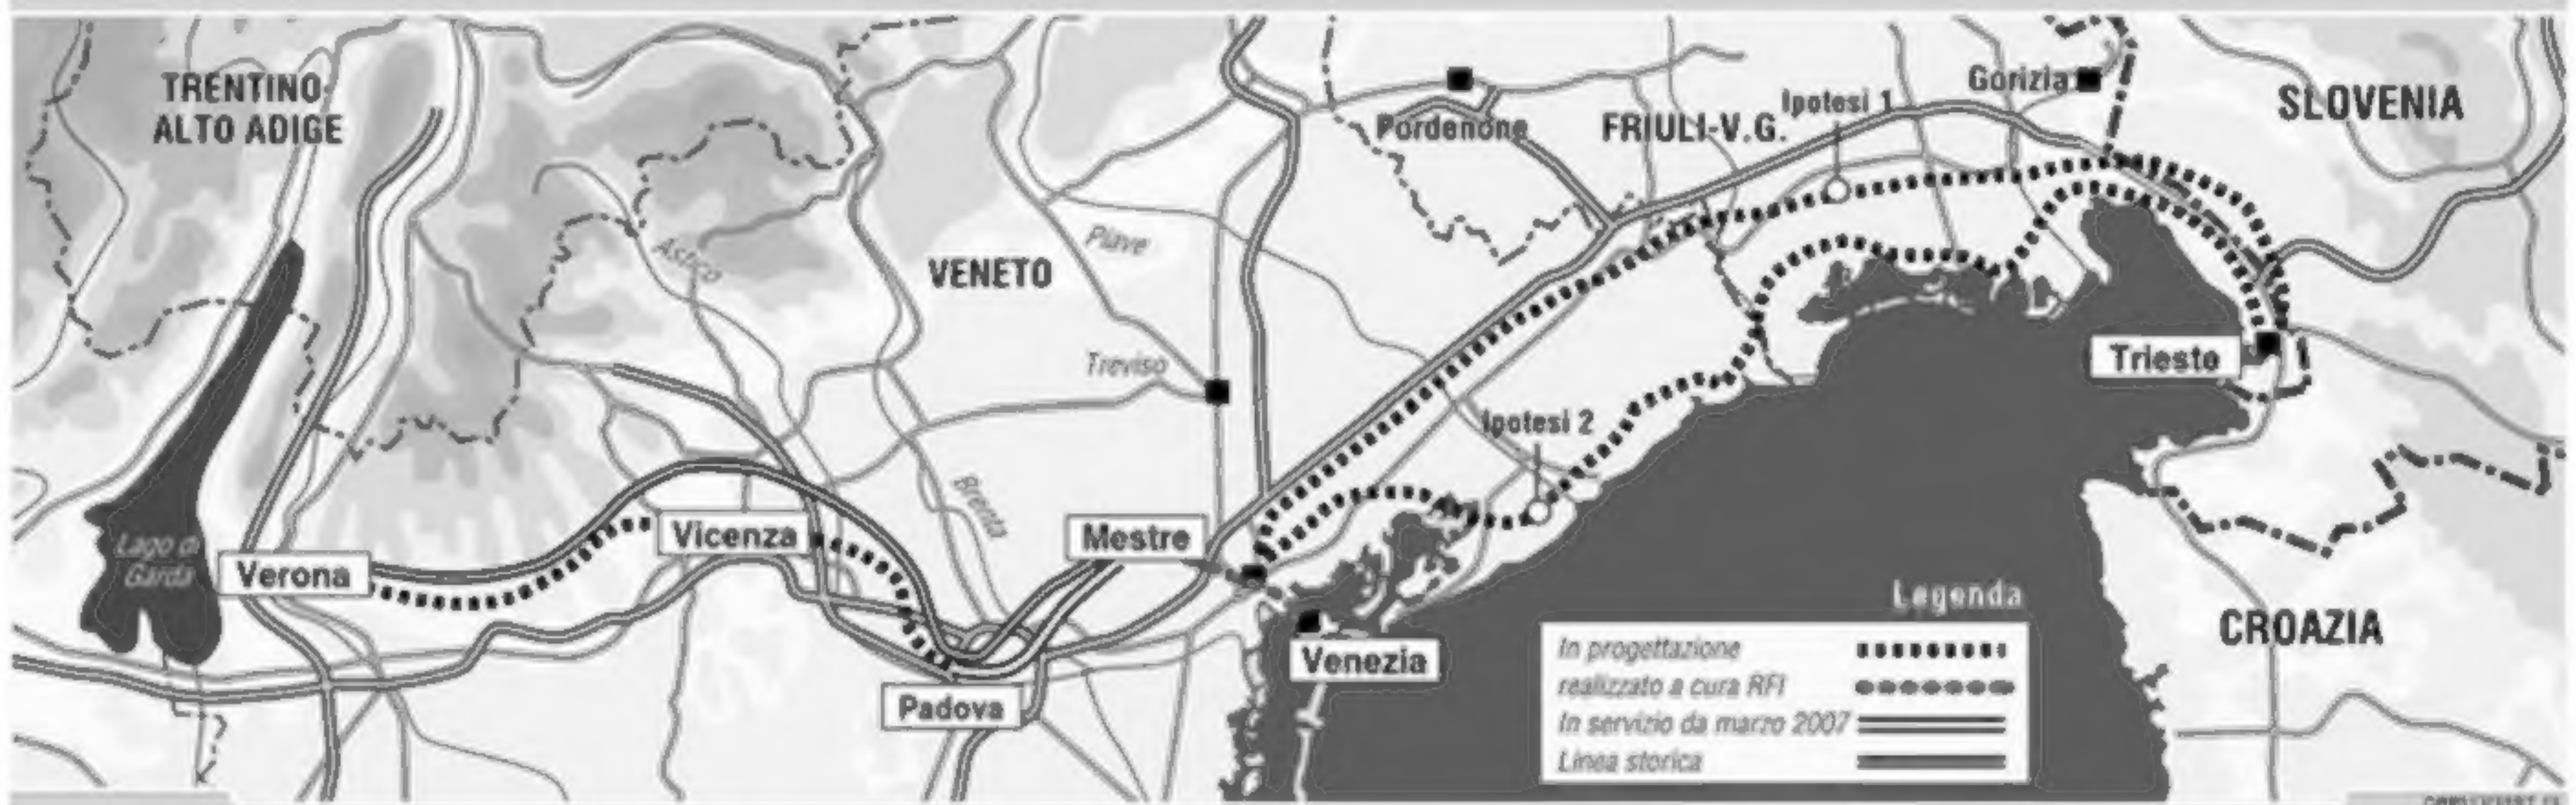 TRENTINO-
ALTO ADIGE
Pordenone
FRIULI-V.G.
Ipotesi 1
Gorizia
SLOVENIA
Astico
VENETO
Piave
Treviso
Trieste
Ipotesi 2
Brenta
Lago di
Garda
Verona
Vicenza
Mestre
Padova
Venezia
CROAZIA
Legenda
In progettazione
realizzato a cura RFI
In servizio da marzo 2007
Linea storica